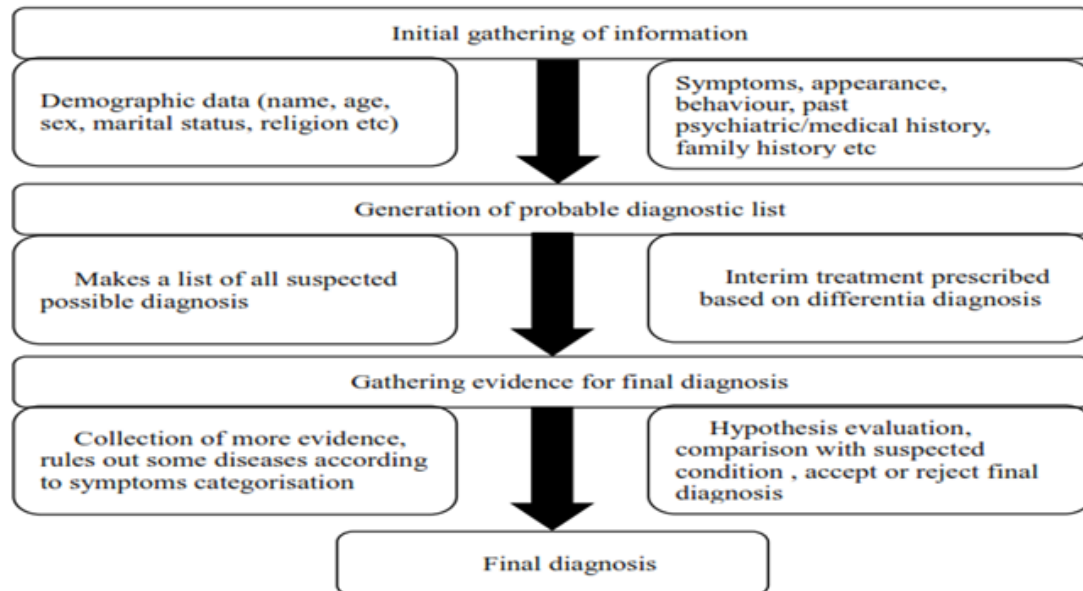 Initial gathering of information
Demographic data (name, age,
sex, marital status, religion etc)
Symptoms, appearance,
behaviour, past
psychiatric/medical history,
family history etc
Generation of probable diagnostic list
Makes a list of all suspected
possible diagnosis
Interim treatment prescribed
based on differentia diagnosis
Gathering evidence for final diagnosis
Collection of more evidence,
rules out some diseases according
to symptoms categorisation
Hypothesis evaluation,
comparison with suspected
condition , accept or reject final
diagnosis
Final diagnosis